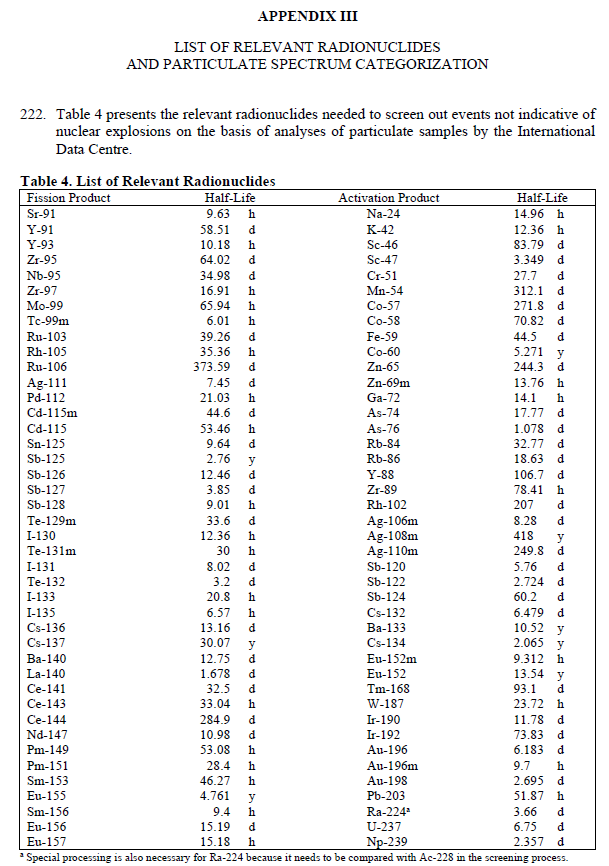 APPENDIX III
LIST OF RELEVANT RADIONUCLIDES
AND PARTICULATE SPECTRUM CATEGORIZATION
222. Table 4 presents the relevant radionuclides needed to screen out events not indicative of
nuclear explosions on the basis of analyses of particulate samples by the International
Data Centre.
Table 4. List of Relevant Radionuclides
Fission Product Half-Life Activation Product Half-Life
Sr-91 9.63 h Na-24 14.96 h
Y-91 58.51 d K-42 12.36 h
Y-93 10.18 h Sc-46 83.79 d
Zr-95 64.02 d Sc-47 3.349 d
Nb-95 34.98 d Cr-51 27.7 d
Zr-97 16.91 h Mn-54 312.1 d
Mo-99 65.94 h Co-57 271.8 d
Tc-99m 6.01 h Co-58 70.82 d
Ru-103 39.26 d Fe-59 44.5 d
Rh-105 35.36 h Co-60 5.271 y
Ru-106 373.59 d Zn-65 244.3 d
Ag-111 7.45 d Zn-69m 13.76 h
Pd-112 21.03 h Ga-72 14.1 h
Cd-115m 44.6 d As-74 17.77 d
Cd-115 53.46 h As-76 1.078 d
Sn-125 9.64 d Rb-84 32.77 d
Sb-125 2.76 y Rb-86 18.63 d
Sb-126 12.46 d Y-88 106.7 d
Sb-127 3.85 d Zr-89 78.41 h
Sb-128 9.01 h Rh-102 207 d
Te-129m 33.6 d Ag-106m 8.28 d
I-130 12.36 h Ag-108m 418 y
Te-131m 30 h Ag-110m 249.8 d
I-131 8.02 d Sb-120 5.76 d
Te-132 3.2 d Sb-122 2.724 d
I-133 20.8 h Sb-124 60.2 d
I-135 6.57 h Cs-132 6.479 d
Cs-136 13.16 d Ba-133 10.52 y
Cs-137 30.07 y Cs-134 2.065 y
Ba-140 12.75 d Eu-152m 9.312 h
La-140 1.678 d Eu-152 13.54 y
Ce-141 32.5 d Tm-168 93.1 d
Ce-143 33.04 h W-187 23.72 h
Ce-144 284.9 d Ir-190 11.78 d
Nd-147 10.98 d Ir-192 73.83 d
Pm-149 53.08 h Au-196 6.183 d
Pm-151 28.4 h Au-196m 9.7 h
Sm-153 46.27 h Au-198 2.695 d
Eu-155 4.761 y Pb-203 51.87 h
Sm-156 9.4 h Ra-224ª 3.66 d
Eu-156 15.19 d U-237 6.75 d
Eu-157 15.18 h Np-239 2.357 d
ª Special processing is also necessary for Ra-224 because it needs to be compared with Ac-228 in the screening process.